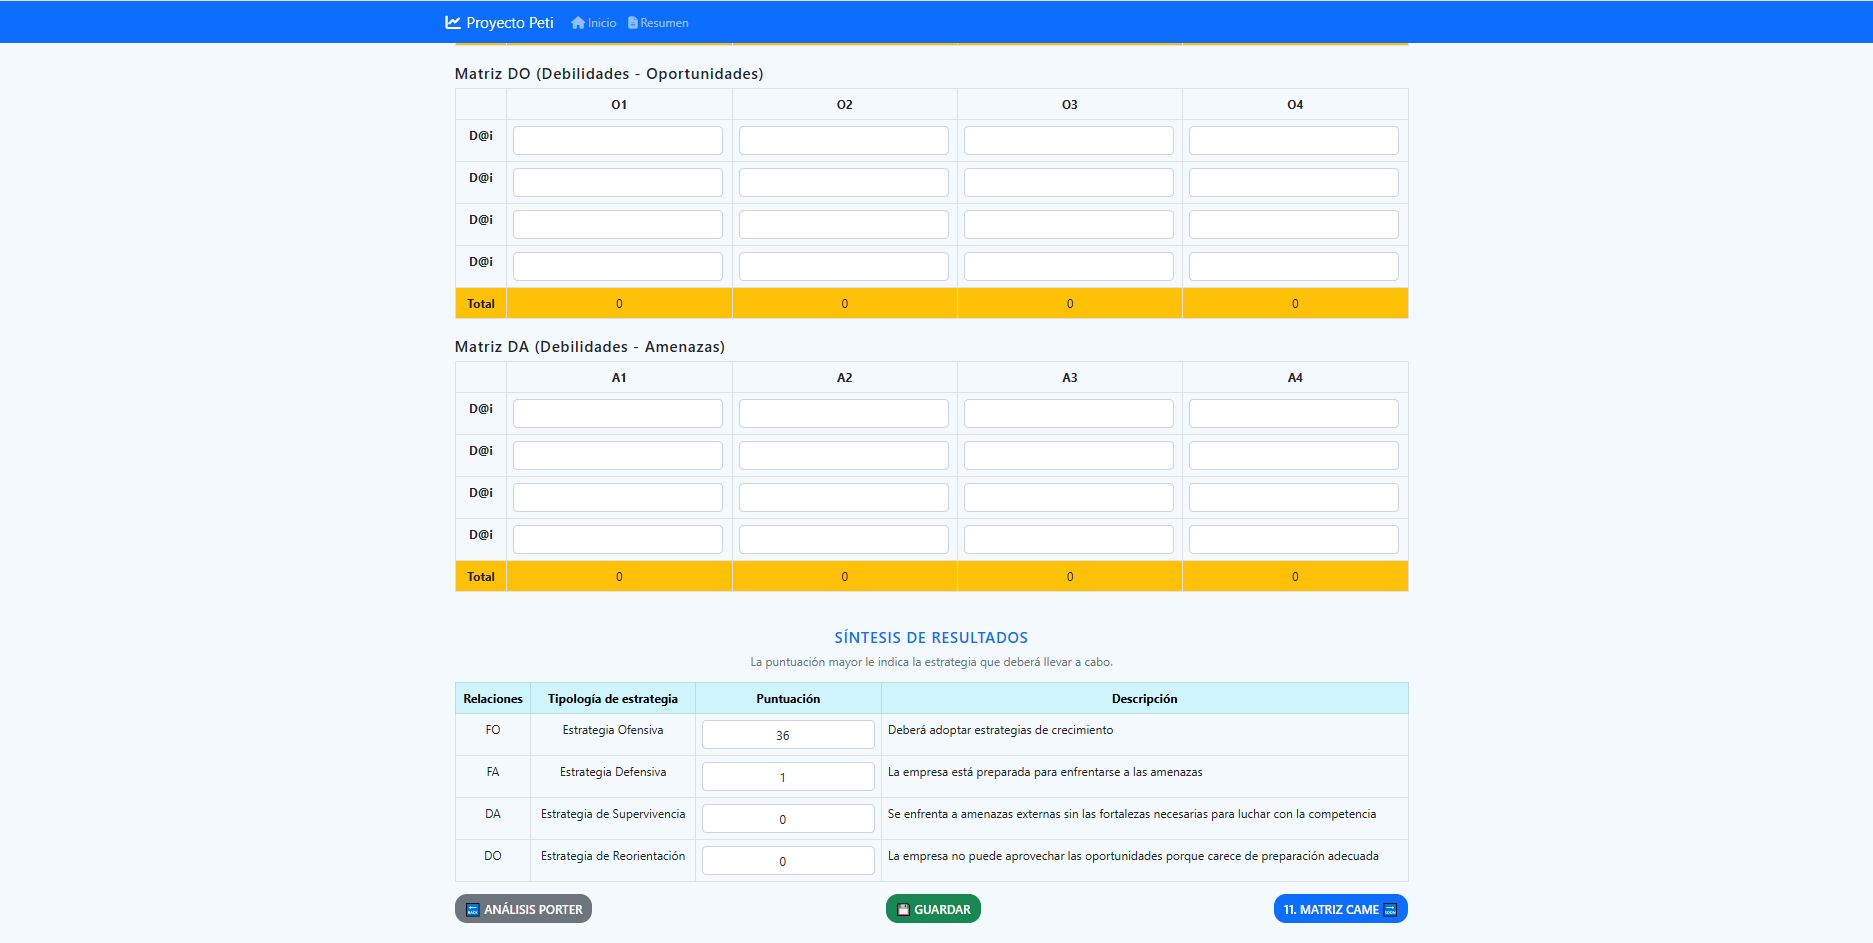 Proyecto Peti Inicio Resumen
Matriz DO (Debilidades - Oportunidades)
O1 O2 O3 O4
D@i
D@i
D@i
D@i
Total 0 0 0 0
Matriz DA (Debilidades - Amenazas)
A1 A2 A3 A4
D@i
D@i
D@i
D@i
Total 0 0 0 0
SÍNTESIS DE RESULTADOS
La puntuación mayor le indica la estrategia que deberá llevar a cabo.
Relaciones Tipología de estrategia Puntuación Descripción
FO Estrategia Ofensiva 36 Deberá adoptar estrategias de crecimiento
FA Estrategia Defensiva 1 La empresa está preparada para enfrentarse a las amenazas
DA Estrategia de Supervivencia 0 Se enfrenta a amenazas externas sin las fortalezas necesarias para luchar con la competencia
DO Estrategia de Reorientación 0 La empresa no puede aprovechar las oportunidades porque carece de preparación adecuada
ANÁLISIS PORTER GUARDAR 11. MATRIZ CAME